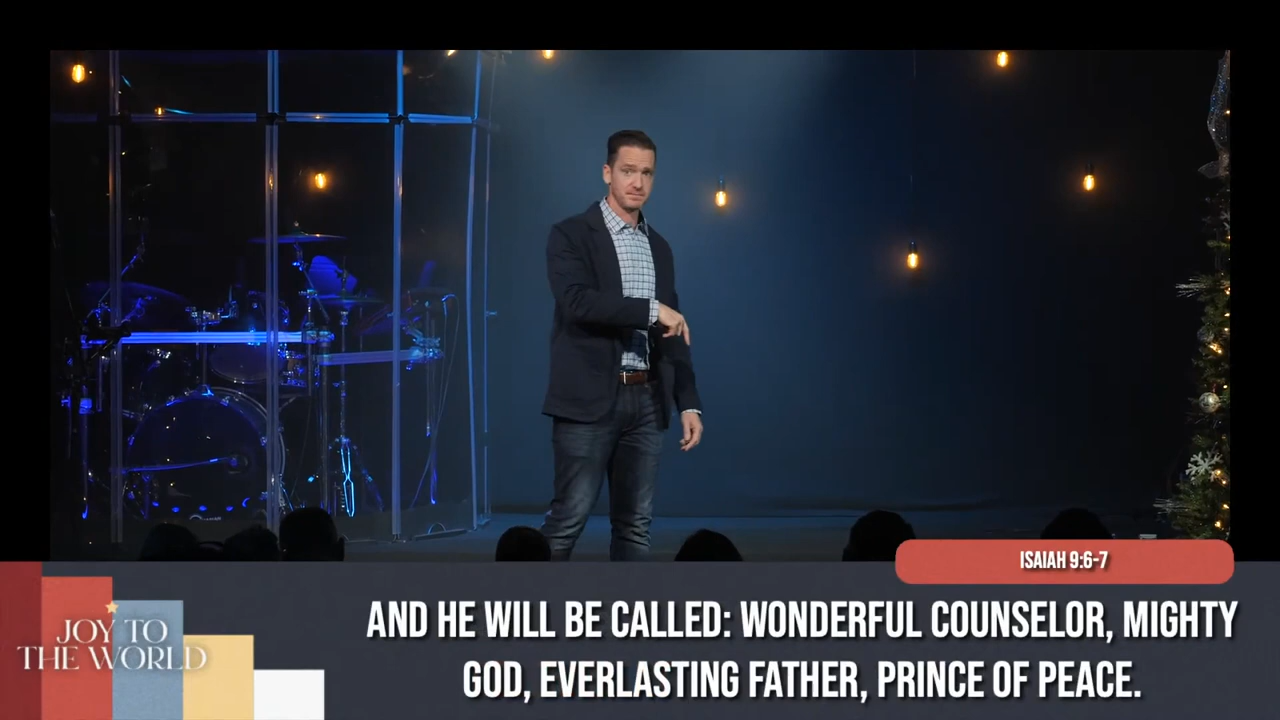 ISAIAH 9:6-7
AND HE WILL BE CALLED: WONDERFUL COUNSELOR, MIGHTY
GOD, EVERLASTING FATHER, PRINCE OF PEACE.
JOY TO
THE WORLD